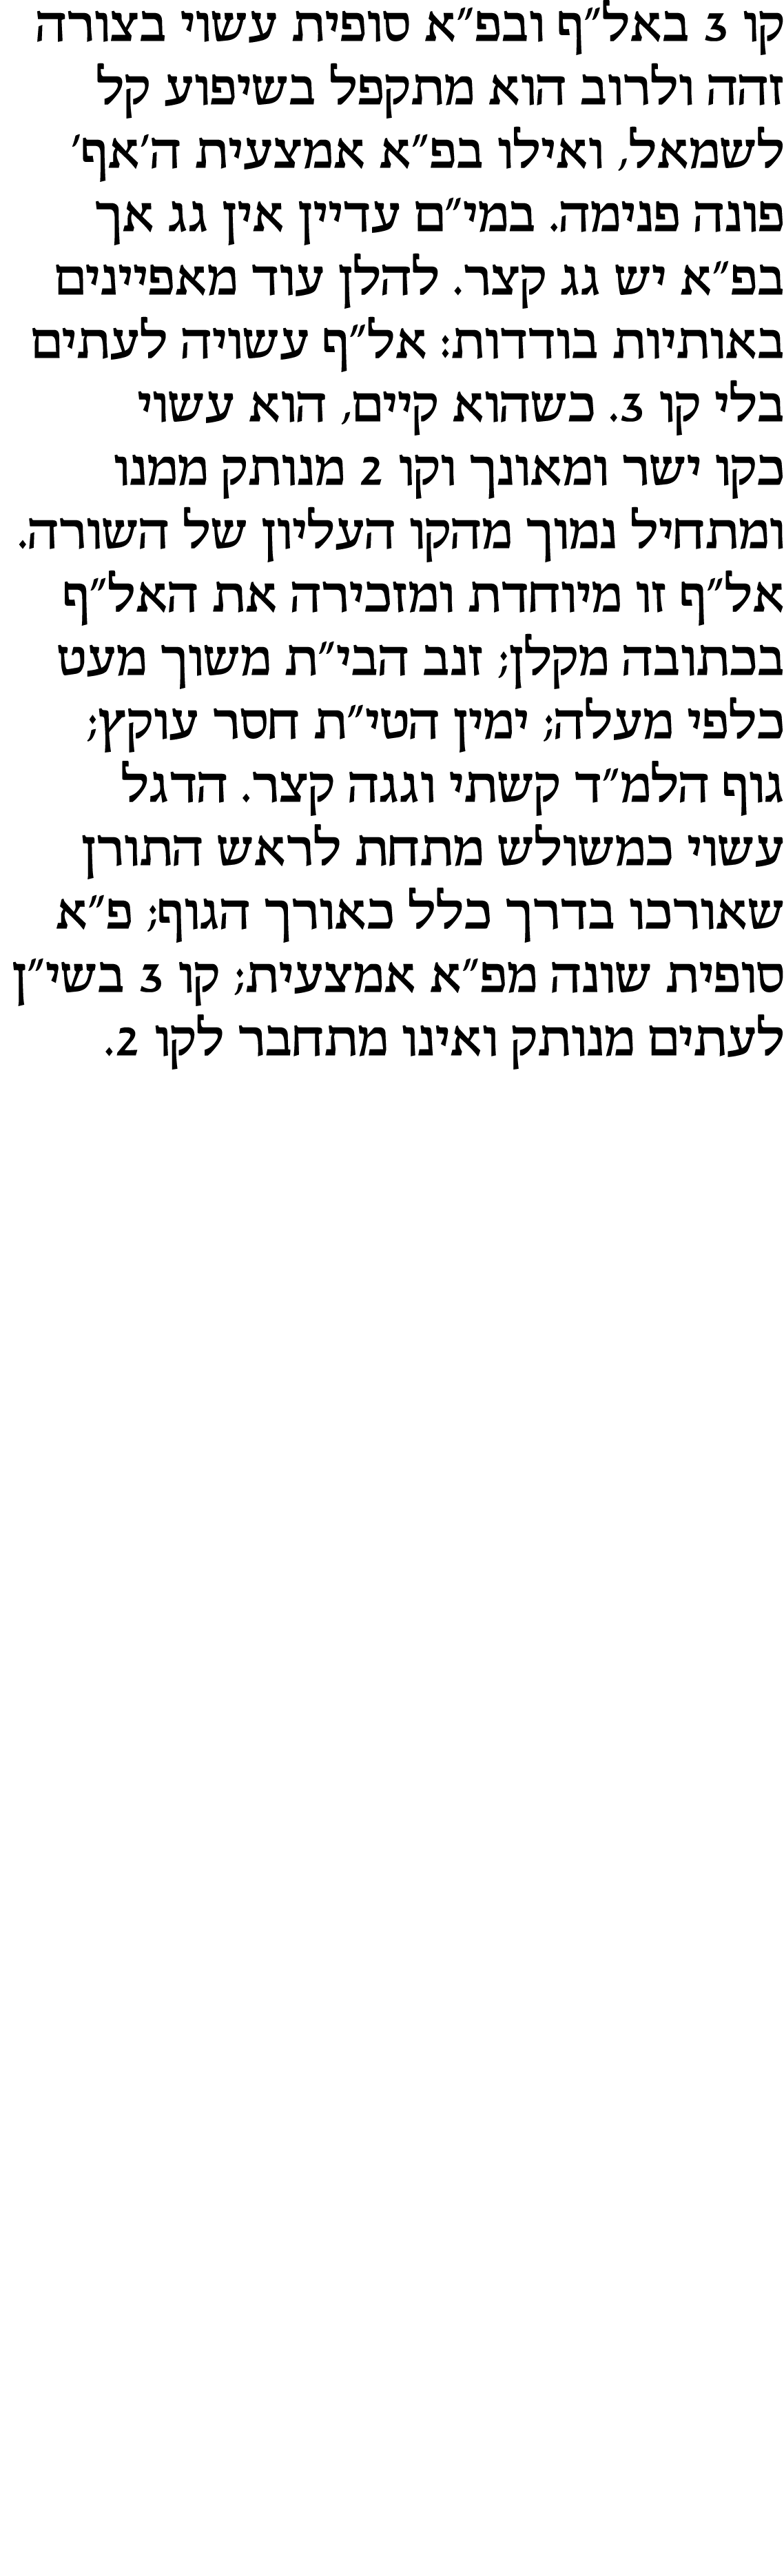 קו 3 באל"ף ובפ"א סופית עשוי בצורה
זהה ולרוב הוא מתקפל בשיפוע קל
לשמאל, ואילו בפ"א אמצעית ה'אף'
פונה פנימה. במי"ם עדיין אין גג אך
בפ"א יש גג קצר. להלן עוד מאפיינים
באותיות בודדות: אל"ף עשויה לעתים
בלי קו 3. כשהוא קיים, הוא עשוי
בקו ישר ומאונך וקו 2 מנותק ממנו
ומתחיל נמוך מהקו העליון של השורה.
אל"ף זו מיוחדת ומזכירה את האל"ף
בכתובה מקלן; זנב הבי"ת משוך מעט
כלפי מעלה; ימין הטי"ת חסר עוקץ;
גוף הלמ"ד קשתי וגגה קצר. הדגל
עשוי כמשולש מתחת לראש התורן
שאורכו בדרך כלל כאורך הגוף; פ"א
סופית שונה מפ"א אמצעית; קו 3 בשי"ן
לעתים מנותק ואינו מתחבר לקו 2.